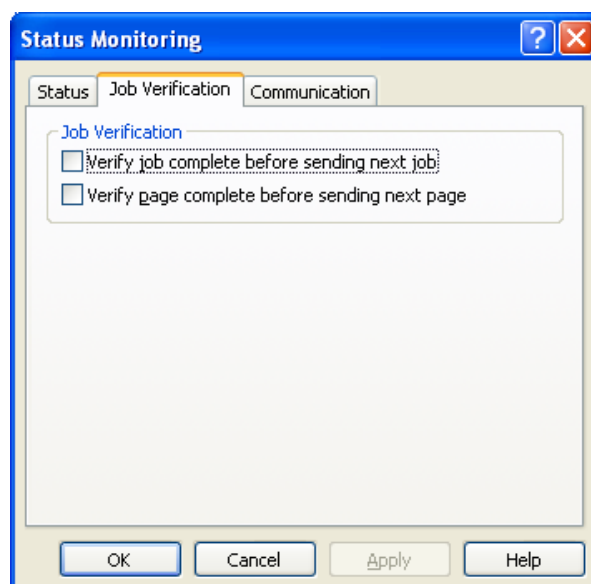 Status Monitoring
Status Job Verification Communication
Job Verification
Verify job complete before sending next job
Verify page complete before sending next page
OK Cancel Apply Help